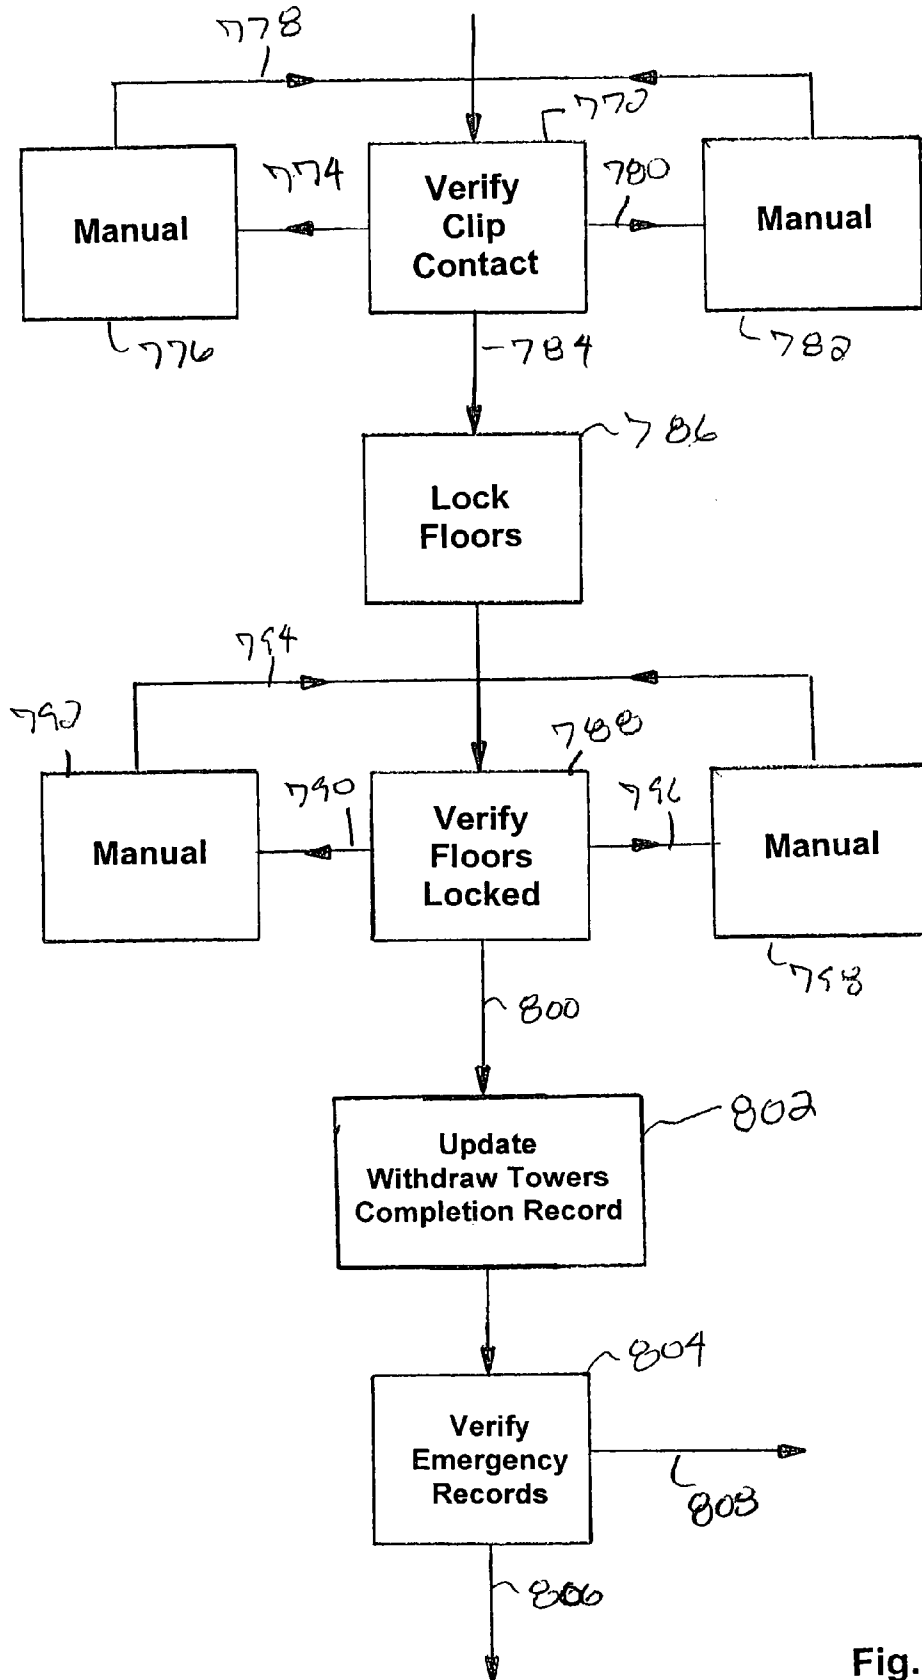 778
772
774
780
Manual
Verify
Clip
Contact
Manual
776
784
782
786
Lock
Floors
794
792
788
790
796
Manual
Verify
Floors
Locked
Manual
798
800
802
Update
Withdraw Towers
Completion Record
804
Verify
Emergency
Records
808
806
Fig.